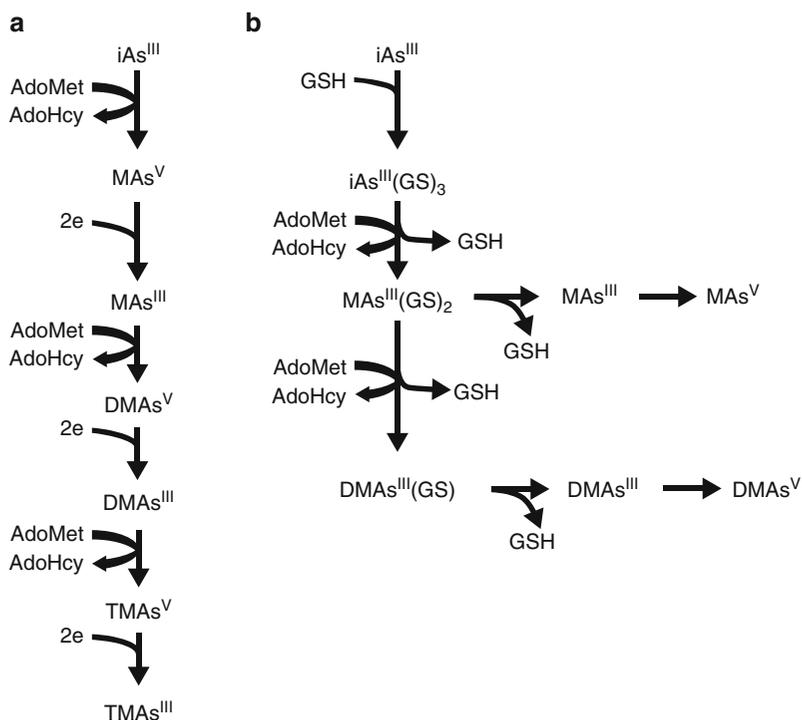 a
iAsᴵᴵᴵ
AdoMet
AdoHcy
MAsⱽ
2e
MAsᴵᴵᴵ
AdoMet
AdoHcy
DMAsⱽ
2e
DMAsᴵᴵᴵ
AdoMet
AdoHcy
TMAsⱽ
2e
TMAsᴵᴵᴵ
b
iAsᴵᴵᴵ
GSH
iAsᴵᴵᴵ(GS)₃
AdoMet
AdoHcy
GSH
MAsᴵᴵᴵ(GS)₂
MAsᴵᴵᴵ
MAsⱽ
GSH
AdoMet
AdoHcy
GSH
DMAsᴵᴵᴵ(GS)
DMAsᴵᴵᴵ
DMAsⱽ
GSH